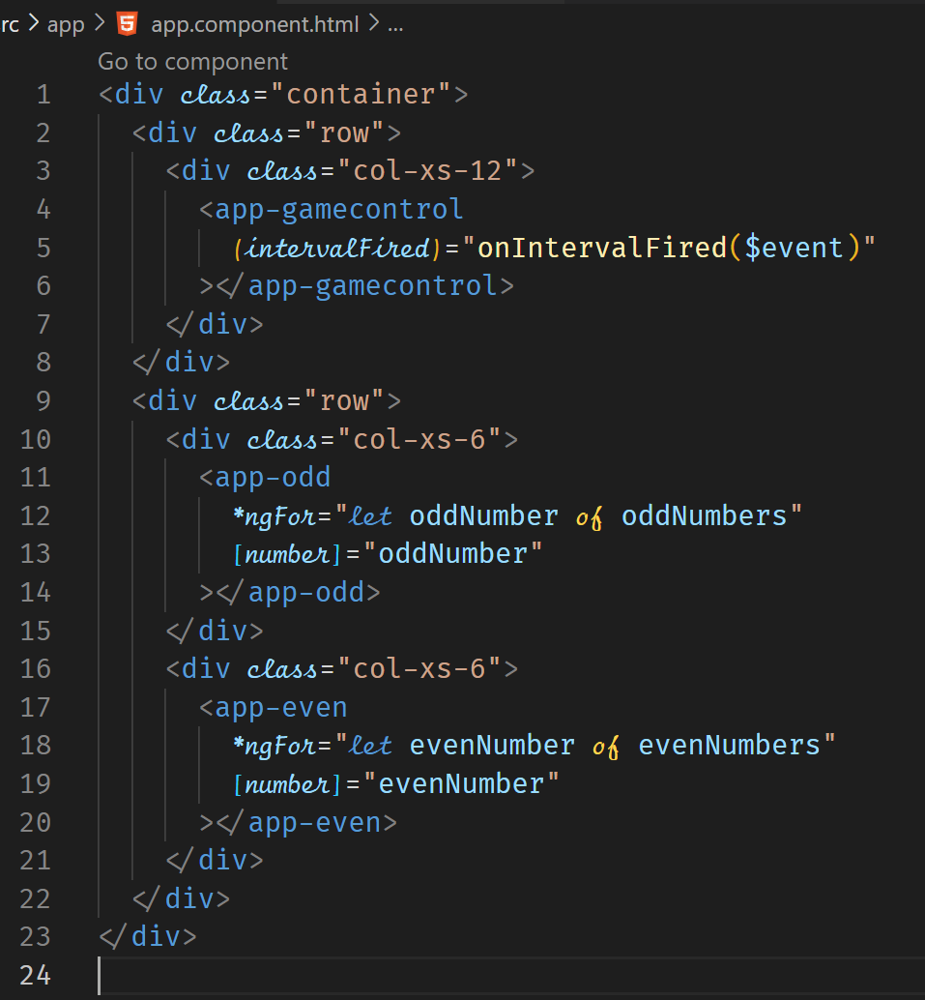 rc > app > 5 app.component.html > ...
Go to component
1 <div class="container">
2 <div class="row">
3 <div class="col-xs-12">
4 <app-gamecontrol
5 (intervalFired)="onIntervalFired($event)"
6 ></app-gamecontrol>
7 </div>
8 </div>
9 <div class="row">
10 <div class="col-xs-6">
11 <app-odd
12 *ngFor="let oddNumber of oddNumbers"
13 [number]="oddNumber"
14 ></app-odd>
15 </div>
16 <div class="col-xs-6">
17 <app-even
18 *ngFor="let evenNumber of evenNumbers"
19 [number]="evenNumber"
20 ></app-even>
21 </div>
22 </div>
23 </div>
24